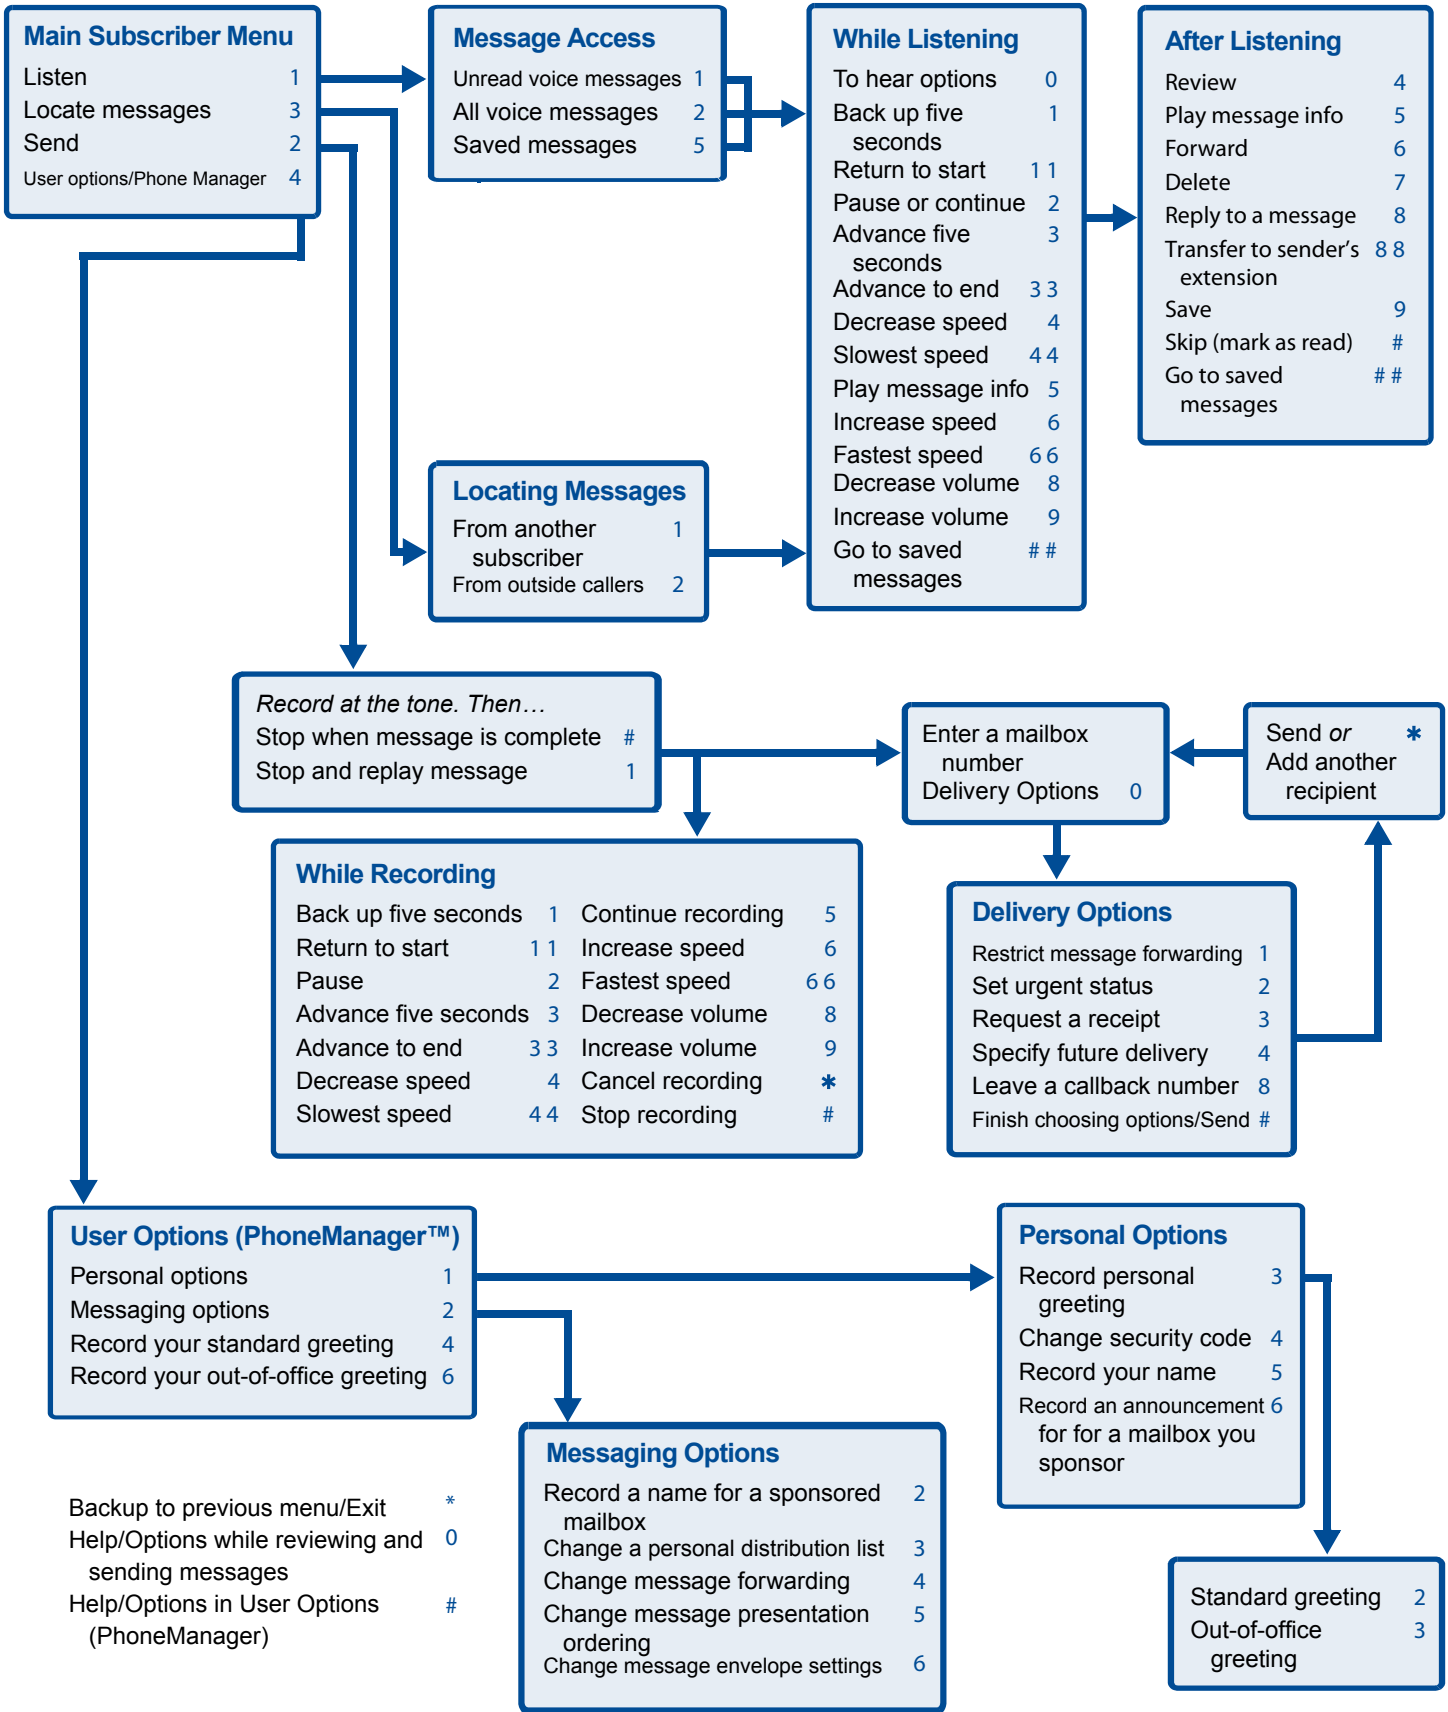 Main Subscriber Menu
Listen 1
Locate messages 3
Send 2
User options/Phone Manager 4
Message Access
Unread voice messages 1
All voice messages 2
Saved messages 5
While Listening
To hear options 0
Back up five 1
seconds
Return to start 1 1
Pause or continue 2
Advance five 3
seconds
Advance to end 3 3
Decrease speed 4
Slowest speed 4 4
Play message info 5
Increase speed 6
Fastest speed 6 6
Decrease volume 8
Increase volume 9
Go to saved # #
messages
After Listening
Review 4
Play message info 5
Forward 6
Delete 7
Reply to a message 8
Transfer to sender's 8 8
extension
Save 9
Skip (mark as read) #
Go to saved # #
messages
Locating Messages
From another 1
subscriber
From outside callers 2
Record at the tone. Then…
Stop when message is complete #
Stop and replay message 1
Enter a mailbox
number
Delivery Options 0
Send or ✱
Add another
recipient
While Recording
Back up five seconds 1
Return to start 1 1
Pause 2
Advance five seconds 3
Advance to end 3 3
Decrease speed 4
Slowest speed 4 4
Continue recording 5
Increase speed 6
Fastest speed 6 6
Decrease volume 8
Increase volume 9
Cancel recording ✱
Stop recording #
Delivery Options
Restrict message forwarding 1
Set urgent status 2
Request a receipt 3
Specify future delivery 4
Leave a callback number 8
Finish choosing options/Send #
User Options (PhoneManager™)
Personal options 1
Messaging options 2
Record your standard greeting 4
Record your out-of-office greeting 6
Personal Options
Record personal 3
greeting
Change security code 4
Record your name 5
Record an announcement 6
for for a mailbox you
sponsor
Messaging Options
Record a name for a sponsored 2
mailbox
Change a personal distribution list 3
Change message forwarding 4
Change message presentation 5
ordering
Change message envelope settings 6
Standard greeting 2
Out-of-office 3
greeting
Backup to previous menu/Exit *
Help/Options while reviewing and 0
sending messages
Help/Options in User Options #
(PhoneManager)